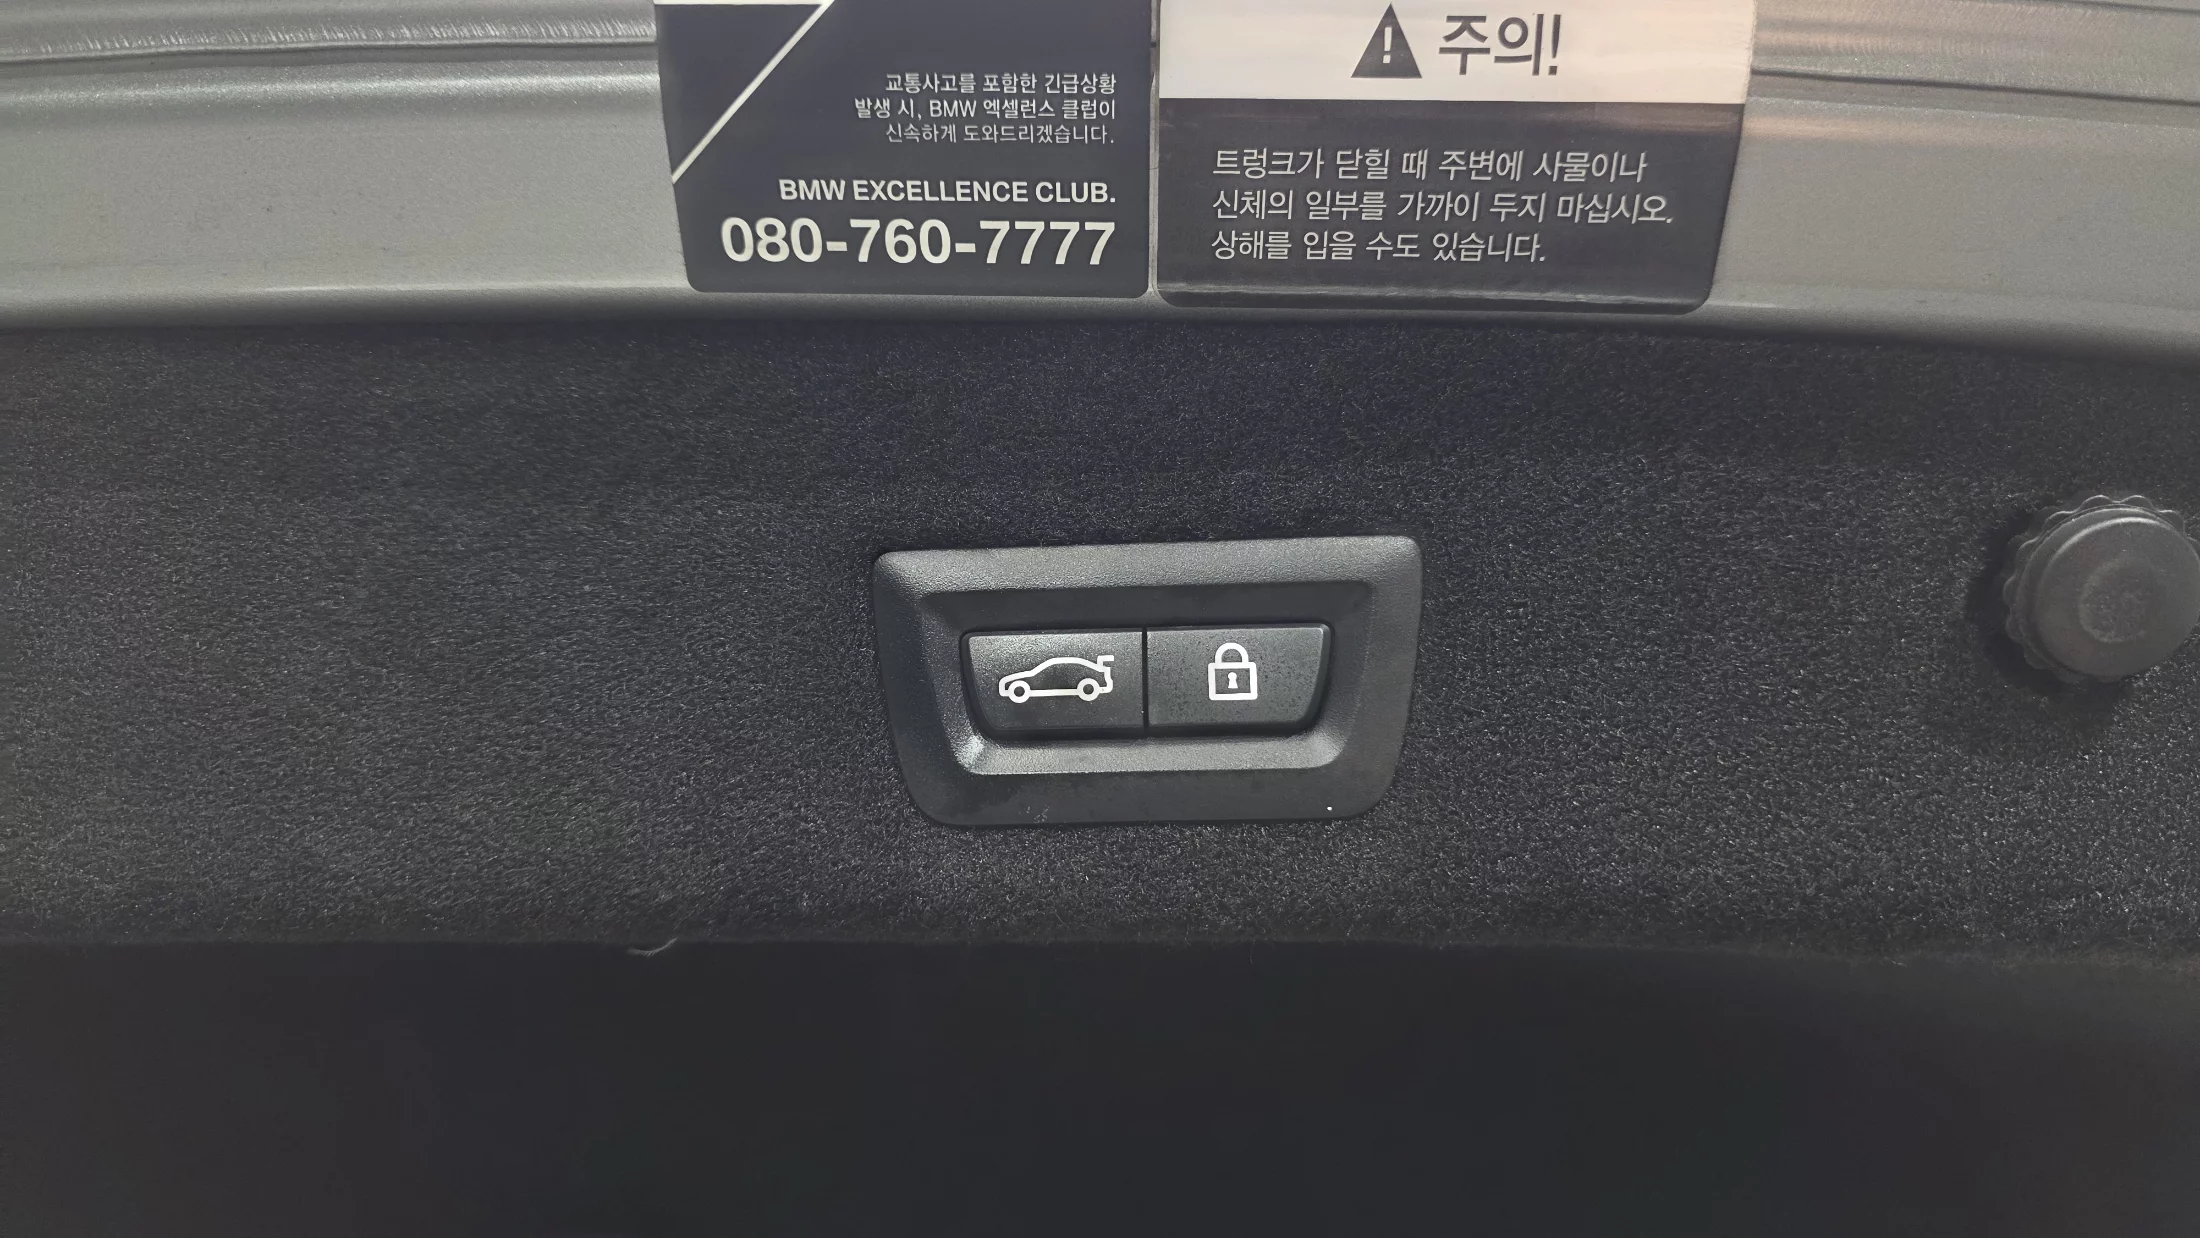 교통사고를 포함한 긴급상황
발생 시, BMW 엑셀런스 클럽이
신속하게 도와드리겠습니다.
BMW EXCELLENCE CLUB.
080-760-7777
주의!
트렁크가 닫힐 때 주변에 사물이나
신체의 일부를 가까이 두지 마십시오.
상해를 입을 수도 있습니다.